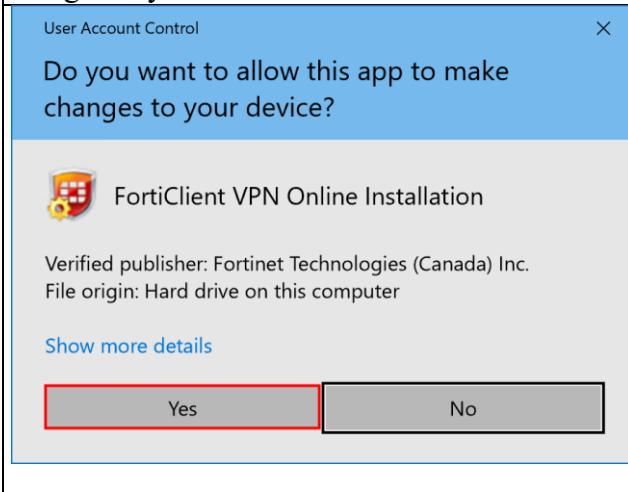 User Account Control
Do you want to allow this app to make
changes to your device?
FortiClient VPN Online Installation
Verified publisher: Fortinet Technologies (Canada) Inc.
File origin: Hard drive on this computer
Show more details
Yes
No